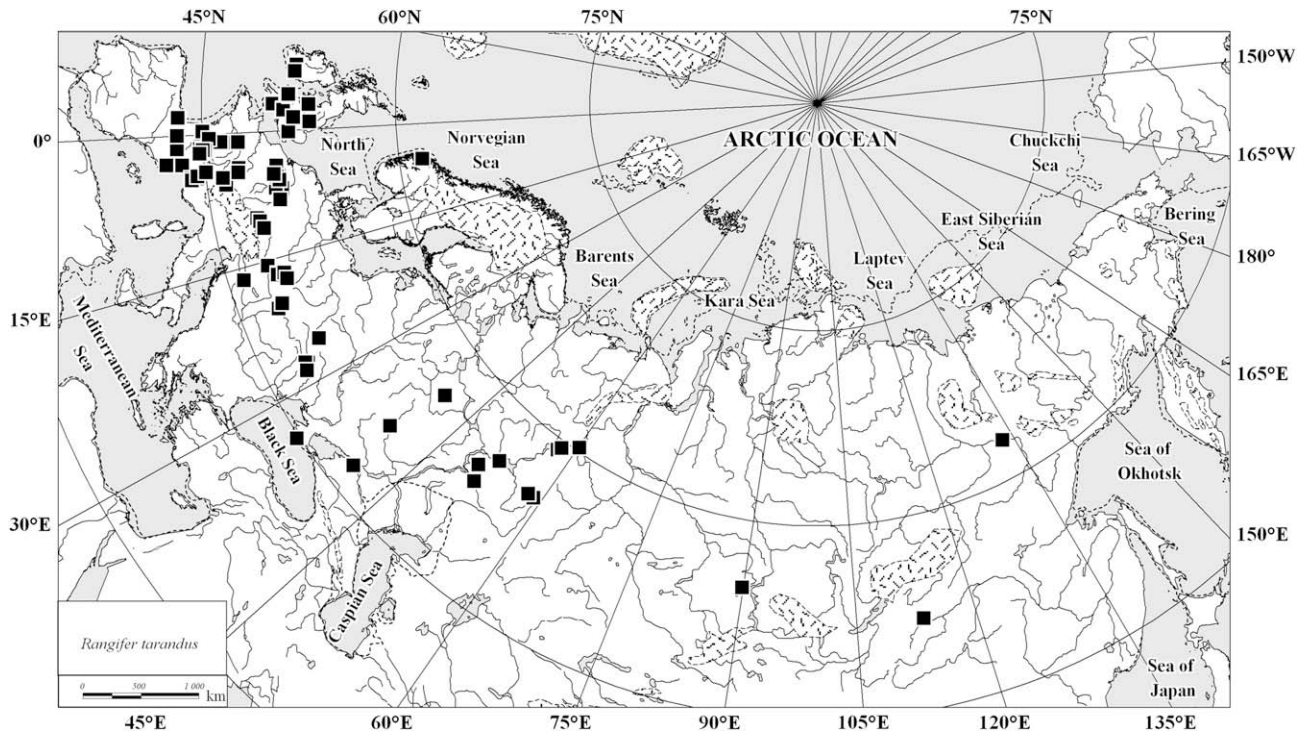 45°N 60°N 75°N 75°N
150°W
0°
North
Sea
Norvegian
Sea
ARCTIC OCEAN
Chuckchi
Sea
165°W
East Siberian
Sea
Bering
Sea
Barents
Sea
Laptev
Sea
Kara Sea
180°
15°E
Mediterranean
Sea
165°E
Black Sea
Sea of
Okhotsk
30°E
150°E
Caspian Sea
Rangifer tarandus
0 500 1 000
km
Sea of
Japan
45°E 60°E 75°E 90°E 105°E 120°E 135°E